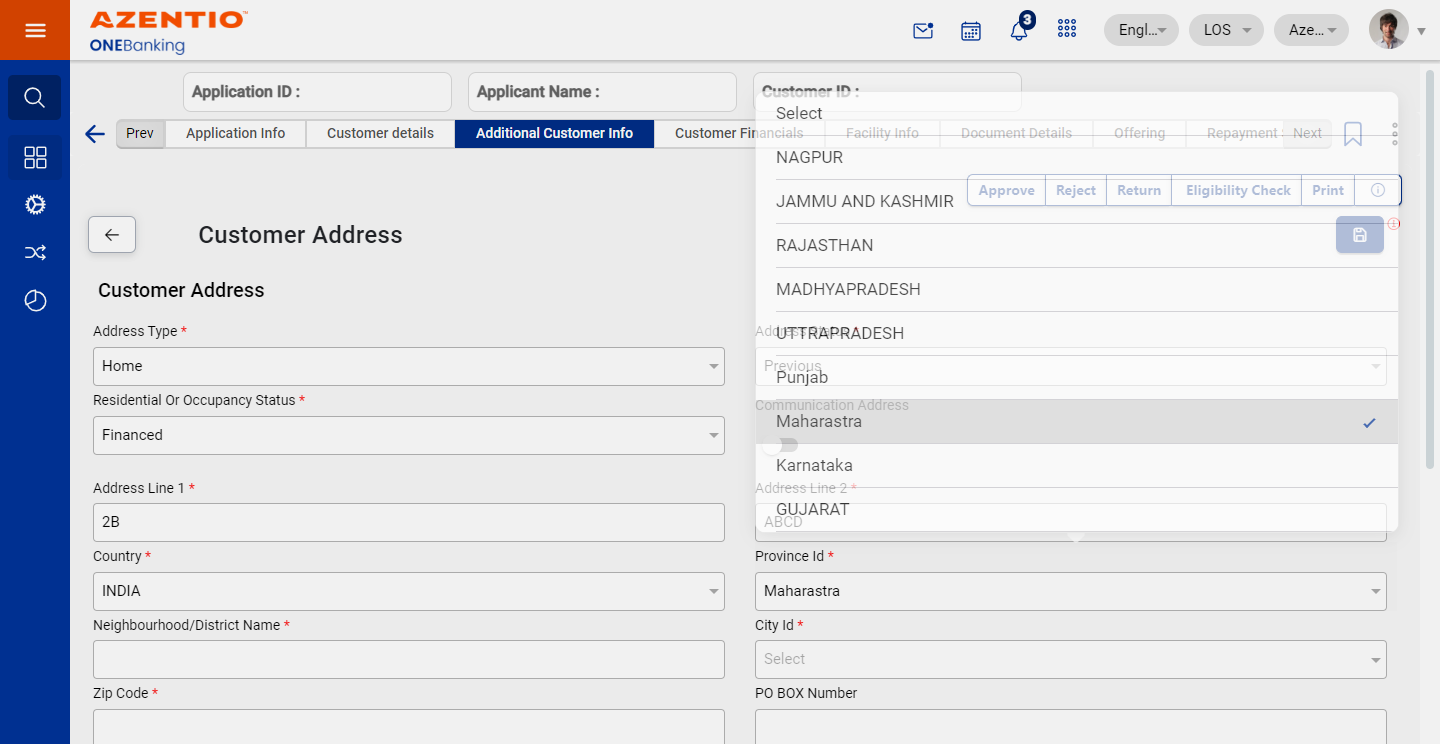 AZENTIO™
ONEBanking
3
Engl...
LOS
Aze...
Application ID :
Applicant Name :
Customer ID :
Prev
Application Info
Customer details
Additional Customer Info
Customer Financials
Facility Info
Document Details
Offering
Repayment
Next
Select
NAGPUR
JAMMU AND KASHMIR
RAJASTHAN
MADHYAPRADESH
UTTRAPRADESH
Punjab
Maharastra
Karnataka
GUJARAT
Approve
Reject
Return
Eligibility Check
Print
Customer Address
Customer Address
Address Type *
Home
Previous
Residential Or Occupancy Status *
Financed
Communication Address
Address Line 1 *
2B
Address Line 2 *
ABCD
Country *
INDIA
Province Id *
Maharastra
Neighbourhood/District Name *
City Id *
Select
Zip Code *
PO BOX Number